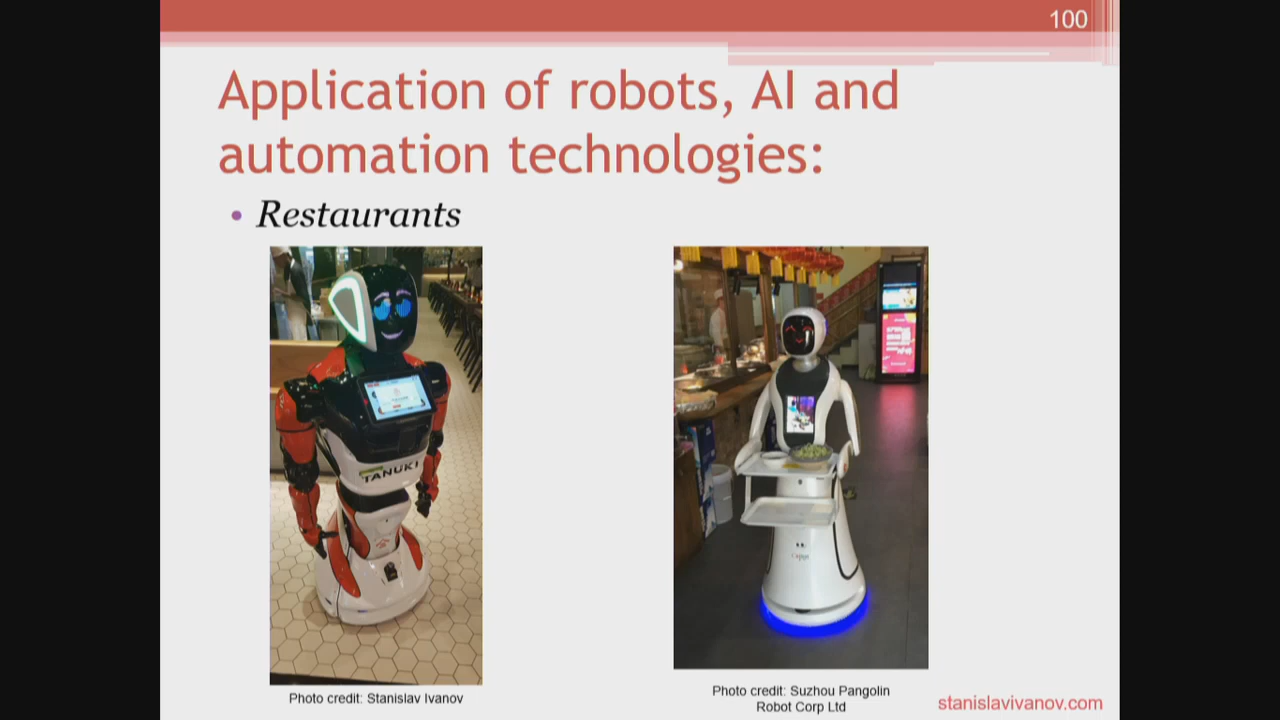 100
Application of robots, AI and
automation technologies:
• Restaurants
TANUKI
Photo credit: Stanislav Ivanov
Photo credit: Suzhou Pangolin
Robot Corp Ltd
stanislavivanov.com